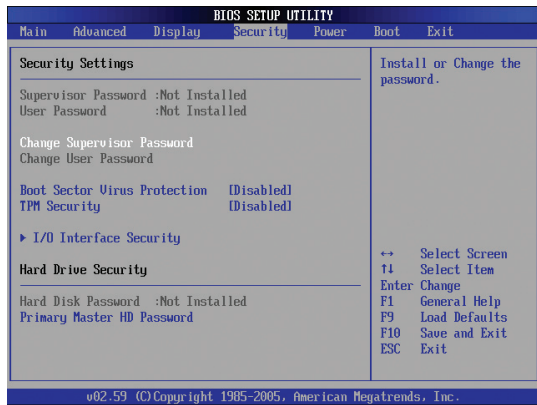 BIOS SETUP UTILITY
Main Advanced Display Security Power Boot Exit
Security Settings
Supervisor Password :Not Installed
User Password :Not Installed
Change Supervisor Password
Change User Password
Boot Sector Virus Protection [Disabled]
TPM Security [Disabled]
▶ I/O Interface Security
Hard Drive Security
Hard Disk Password :Not Installed
Primary Master HD Password
Install or Change the
password.
↔ Select Screen
↑↓ Select Item
Enter Change
F1 General Help
F9 Load Defaults
F10 Save and Exit
ESC Exit
v02.59 (C)Copyright 1985-2005, American Megatrends, Inc.